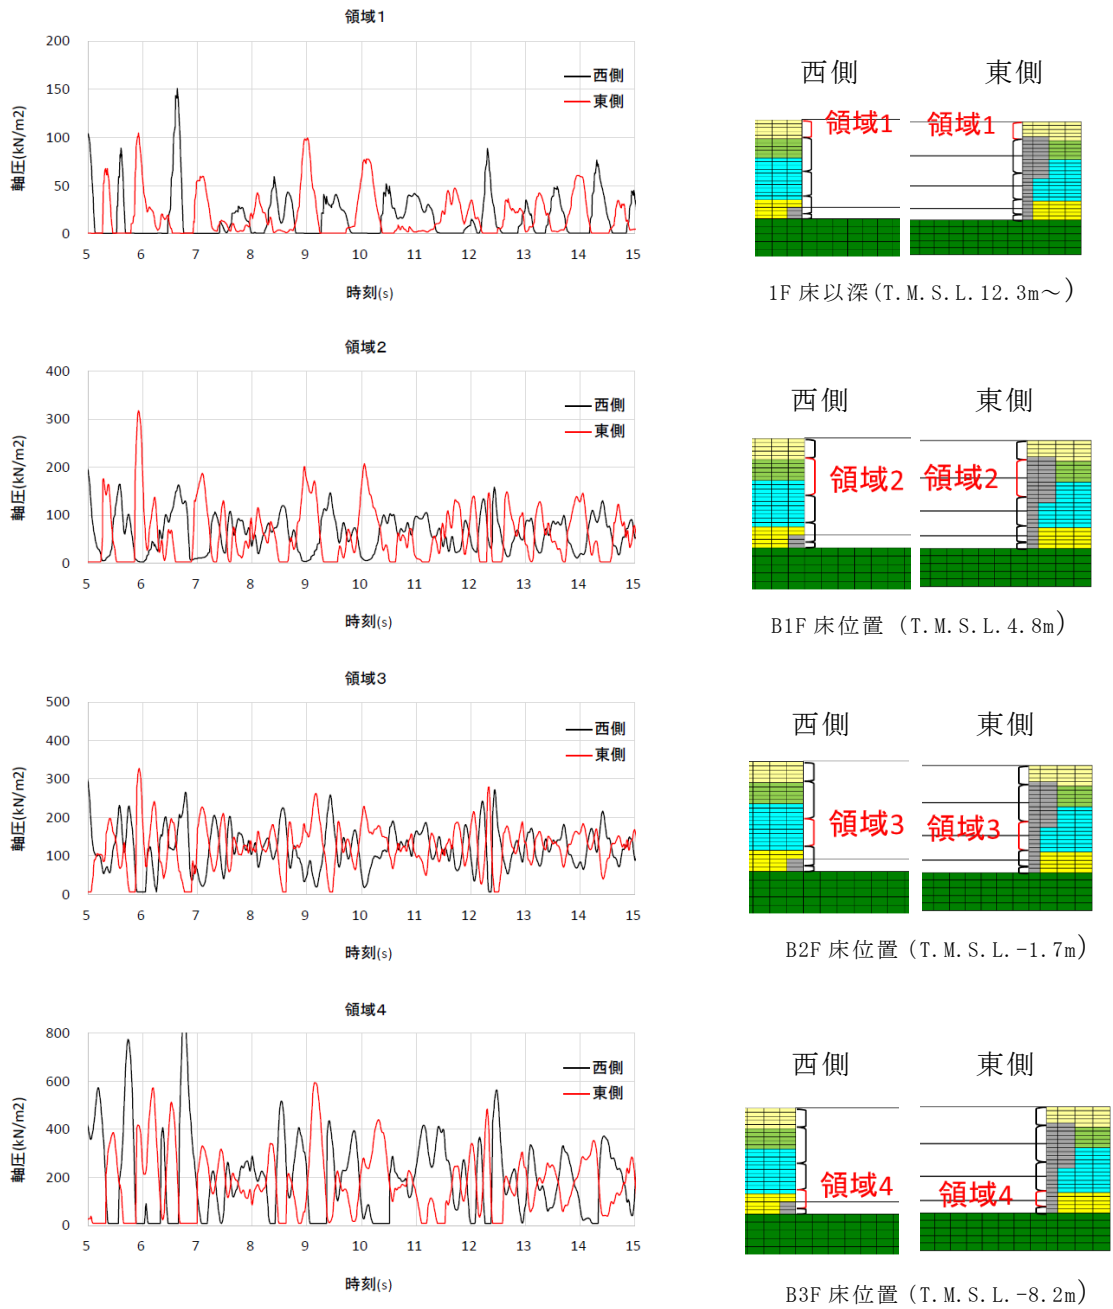 領域1
軸圧(kN/m2)
200
150
100
50
0
西側
東側
5 6 7 8 9 10 11 12 13 14 15
時刻(s)
西側 東側
領域1 領域1
1F 床以深(T.M.S.L.12.3m～)
領域2
軸圧(kN/m2)
400
300
200
100
0
西側
東側
5 6 7 8 9 10 11 12 13 14 15
時刻(s)
西側 東側
領域2 領域2
B1F 床位置 (T.M.S.L.4.8m)
領域3
軸圧(kN/m2)
500
400
300
200
100
0
西側
東側
5 6 7 8 9 10 11 12 13 14 15
時刻(s)
西側 東側
領域3 領域3
B2F 床位置 (T.M.S.L.-1.7m)
領域4
軸圧(kN/m2)
800
600
400
200
0
西側
東側
5 6 7 8 9 10 11 12 13 14 15
時刻(s)
西側 東側
領域4 領域4
B3F 床位置 (T.M.S.L.-8.2m)